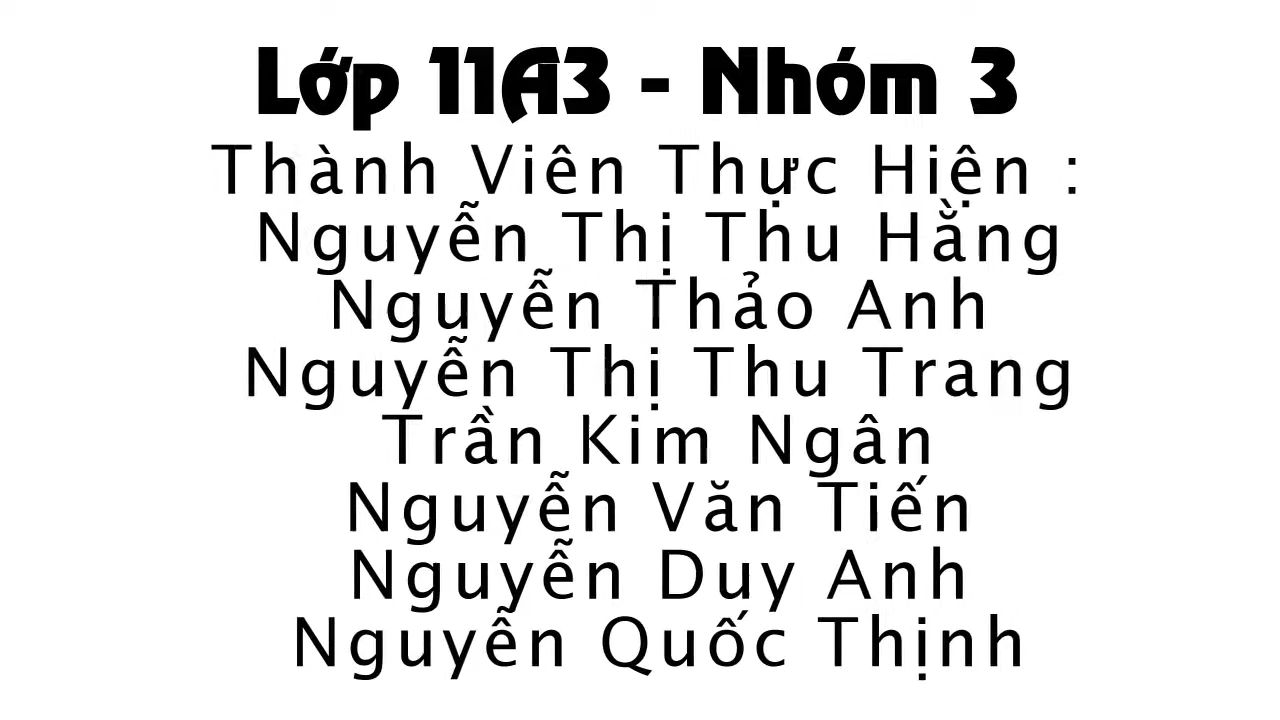 Lớp 11A3 - Nhóm 3
Thành Viên Thực Hiện :
Nguyễn Thị Thu Hằng
Nguyễn Thảo Anh
Nguyễn Thị Thu Trang
Trần Kim Ngân
Nguyễn Văn Tiến
Nguyễn Duy Anh
Nguyễn Quốc Thịnh